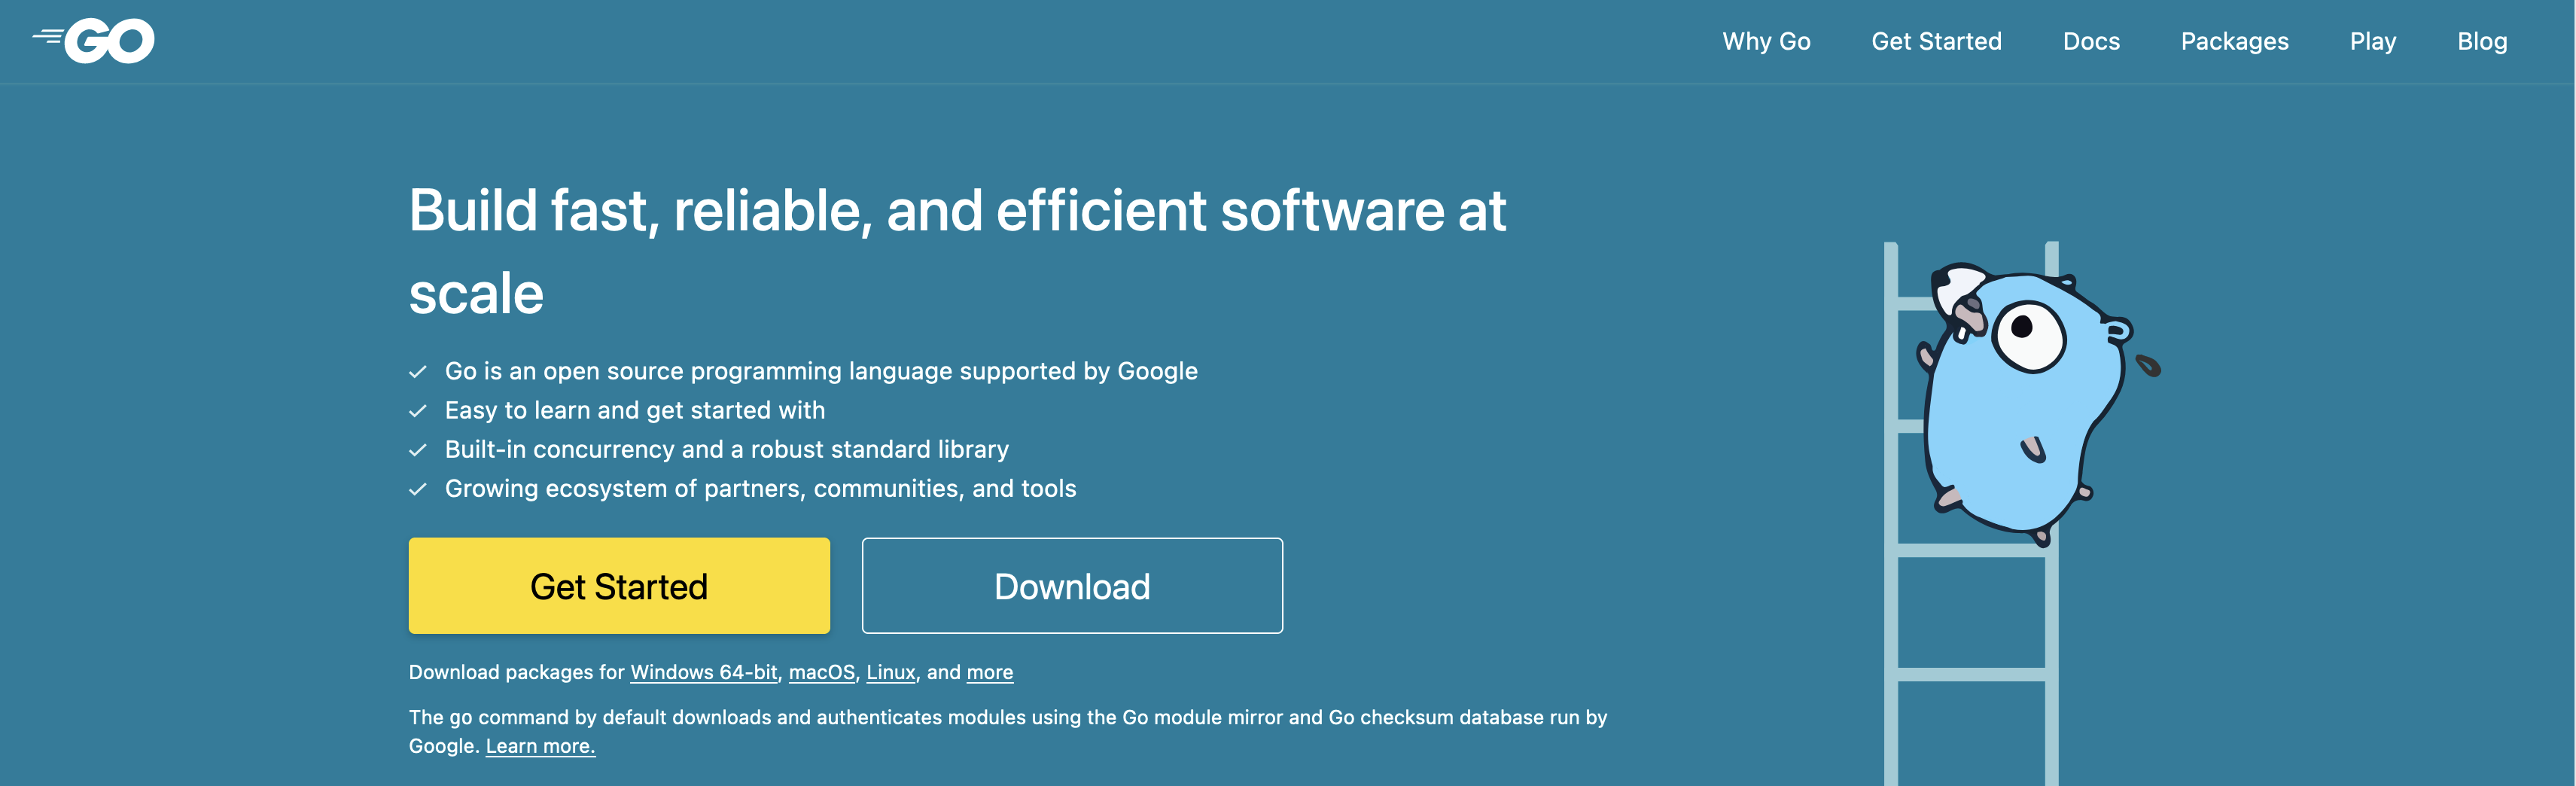 GO
Why Go
Get Started
Docs
Packages
Play
Blog
Build fast, reliable, and efficient software at
scale
Go is an open source programming language supported by Google
Easy to learn and get started with
Built-in concurrency and a robust standard library
Growing ecosystem of partners, communities, and tools
Get Started
Download
Download packages for Windows 64-bit, macOS, Linux, and more
The go command by default downloads and authenticates modules using the Go module mirror and Go checksum database run by
Google. Learn more.